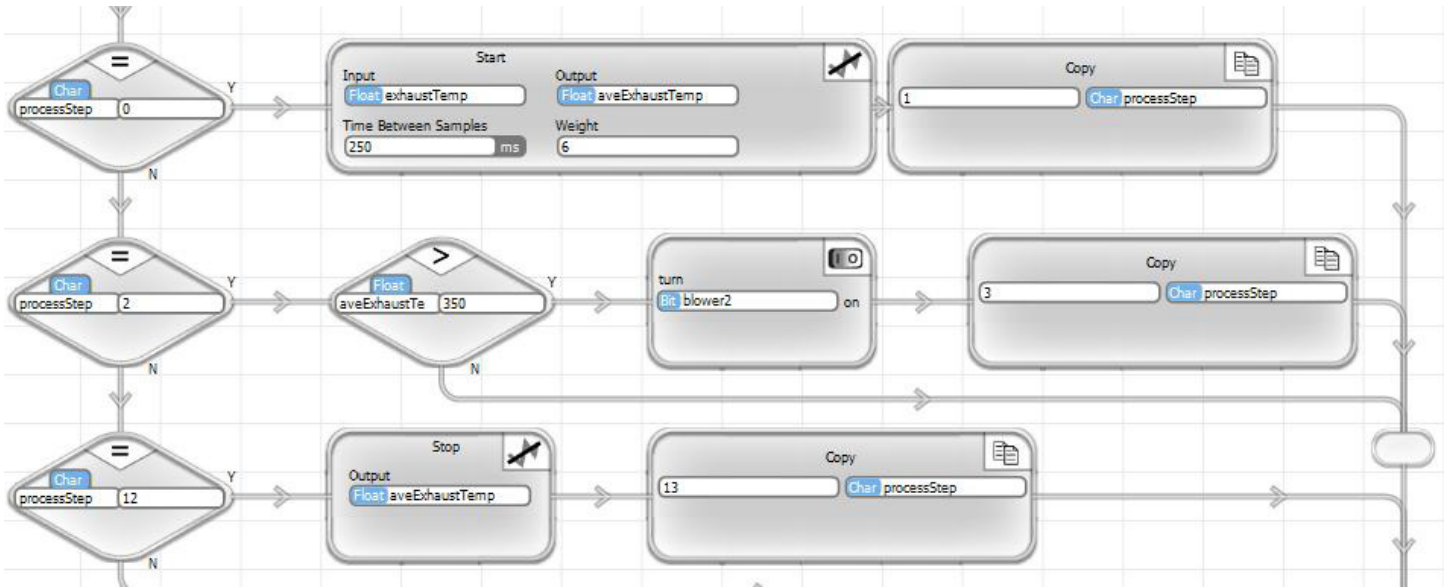 =
Char
processStep 0
Y
N
Start
Input
Float exhaustTemp
Output
Float aveExhaustTemp
Time Between Samples
250 ms
Weight
6
Copy
1 Char processStep
=
Char
processStep 2
Y
N
>
Float
aveExhaustTe 350
Y
N
turn
Bit blower2 on
Copy
3 Char processStep
=
Char
processStep 12
Y
N
Stop
Output
Float aveExhaustTemp
Copy
13 Char processStep